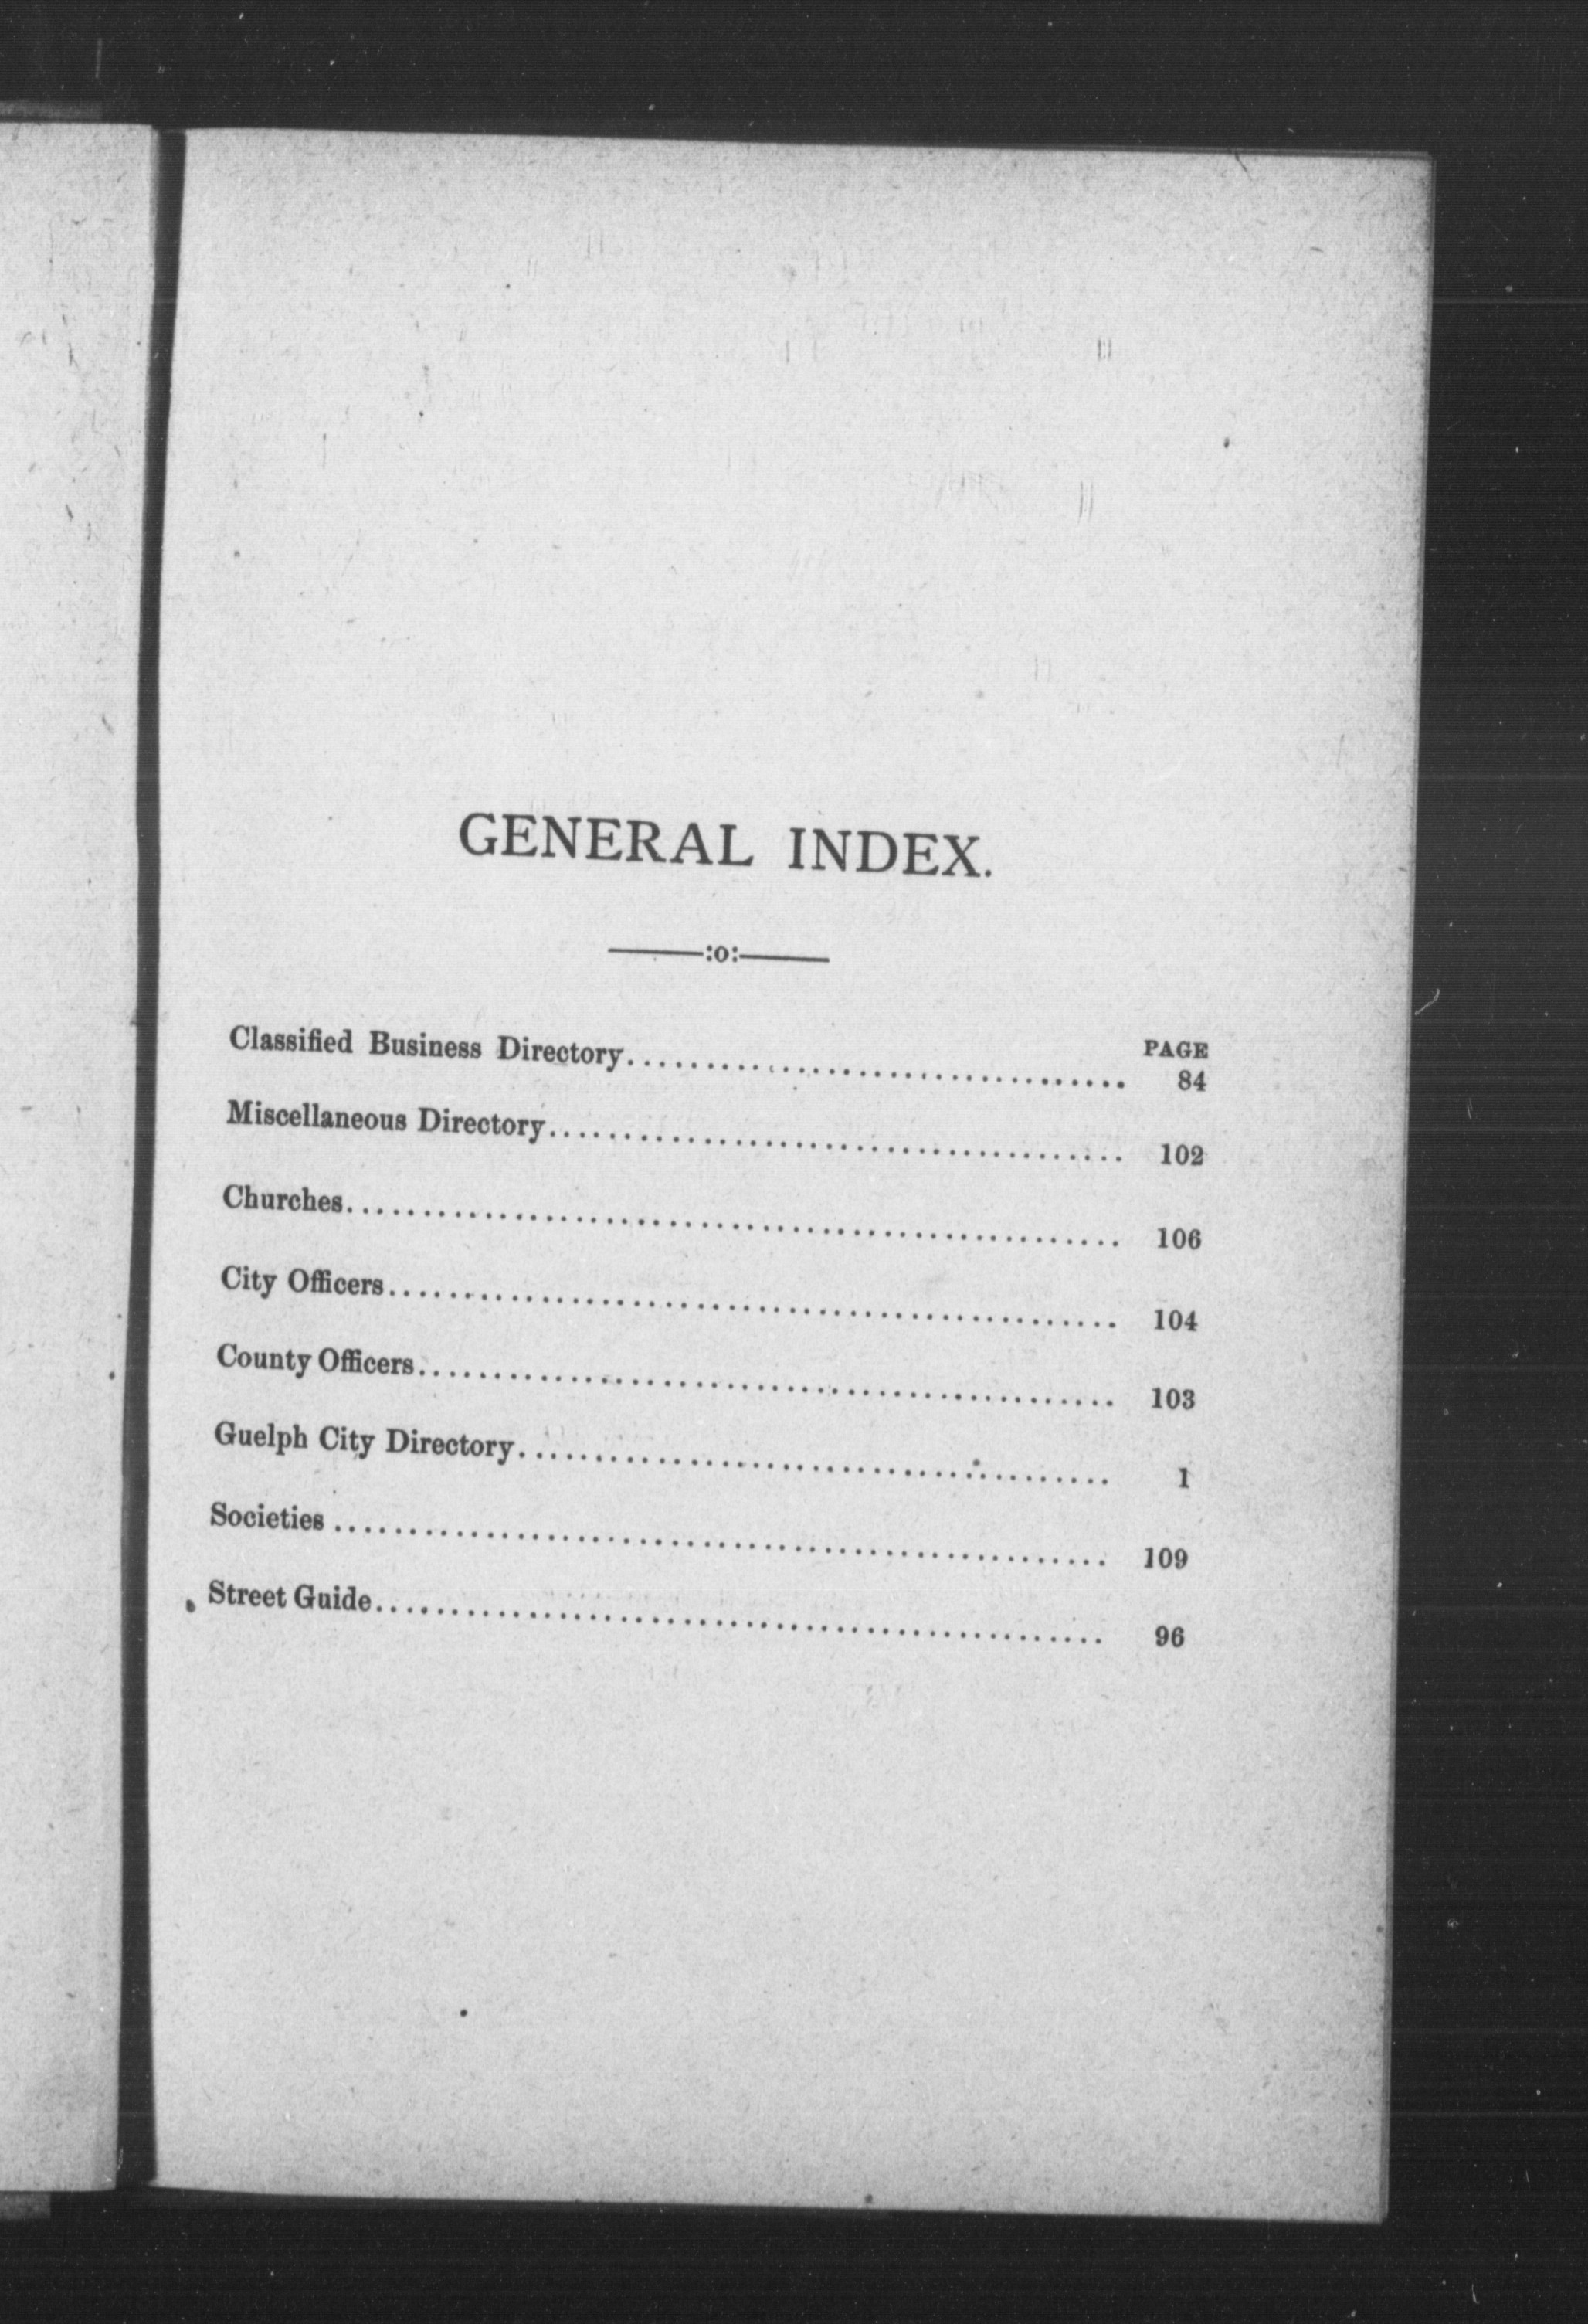 GENERAL INDEX.
———:o:———
PAGE
Classified Business Directory........................................ 84
Miscellaneous Directory........................................ 102
Churches........................................ 106
City Officers........................................ 104
County Officers........................................ 103
Guelph City Directory........................................ 1
Societies ........................................ 109
Street Guide........................................ 96